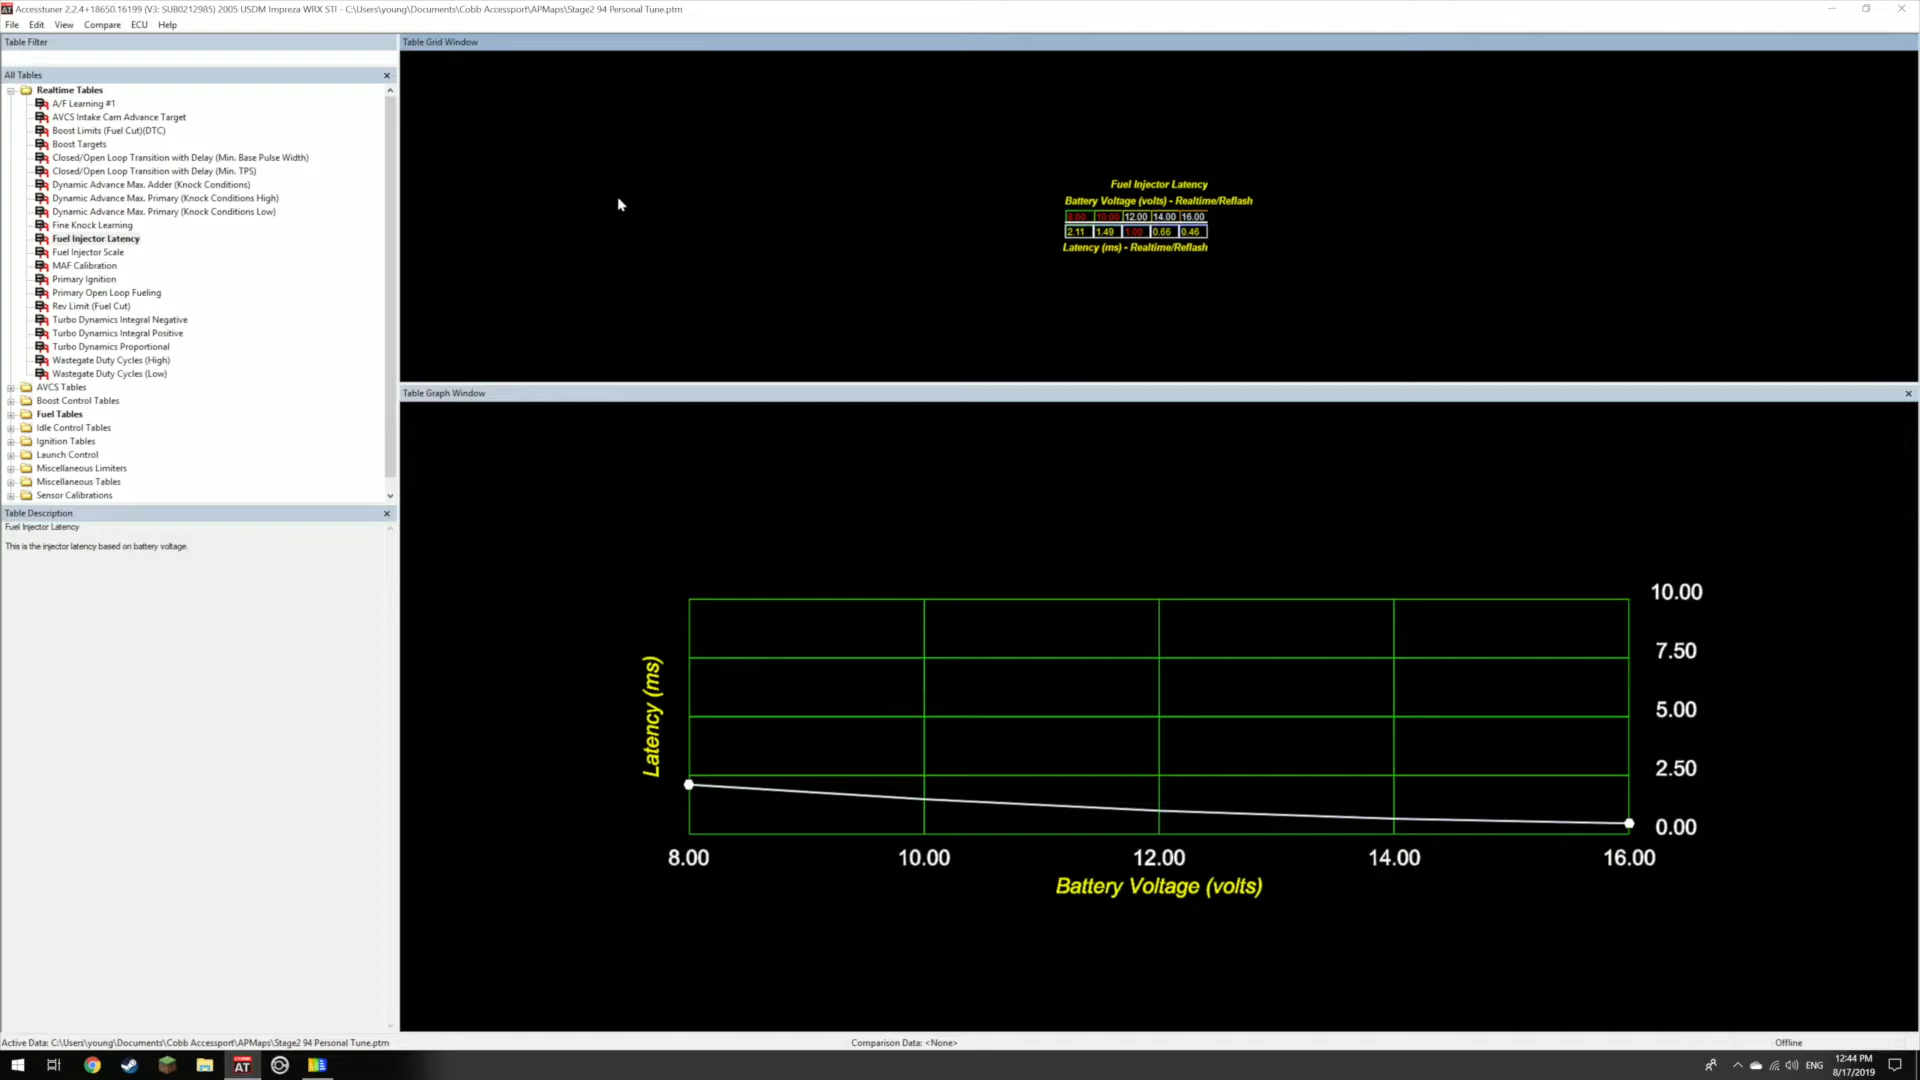 Accesstuner 2.2.4+18650.16199 (V3; SUB0212985) 2005 USDM Impreza WRX STI - C:\Users\young\Documents\Cobb Accessport\APMaps\Stage2 94 Personal Tune.ptm
File Edit View Compare ECU Help
Table Filter
All Tables
Realtime Tables
A/F Learning #1
AVCS Intake Cam Advance Target
Boost Limits (Fuel Cut)(DTC)
Boost Targets
Closed/Open Loop Transition with Delay (Min. Base Pulse Width)
Closed/Open Loop Transition with Delay (Min. TPS)
Dynamic Advance Max. Adder (Knock Conditions)
Dynamic Advance Max. Primary (Knock Conditions High)
Dynamic Advance Max. Primary (Knock Conditions Low)
Fine Knock Learning
Fuel Injector Latency
Fuel Injector Scale
MAF Calibration
Primary Ignition
Primary Open Loop Fueling
Rev Limit (Fuel Cut)
Turbo Dynamics Integral Negative
Turbo Dynamics Integral Positive
Turbo Dynamics Proportional
Wastegate Duty Cycles (High)
Wastegate Duty Cycles (Low)
AVCS Tables
Boost Control Tables
Fuel Tables
Idle Control Tables
Ignition Tables
Launch Control
Miscellaneous Limiters
Miscellaneous Tables
Sensor Calibrations
Table Description
Fuel Injector Latency
This is the injector latency based on battery voltage.
Table Grid Window
Fuel Injector Latency
Battery Voltage (volts) - Realtime/Reflash
8.00 10.00 12.00 14.00 16.00
2.11 1.49 1.00 0.66 0.46
Latency (ms) - Realtime/Reflash
Table Graph Window
10.00
7.50
5.00
2.50
0.00
Latency (ms)
8.00 10.00 12.00 14.00 16.00
Battery Voltage (volts)
Active Data: C:\Users\young\Documents\Cobb Accessport\APMaps\Stage2 94 Personal Tune.ptm
Comparison Data: <None>
Offline
AT
ENG
12:44 PM
8/17/2019